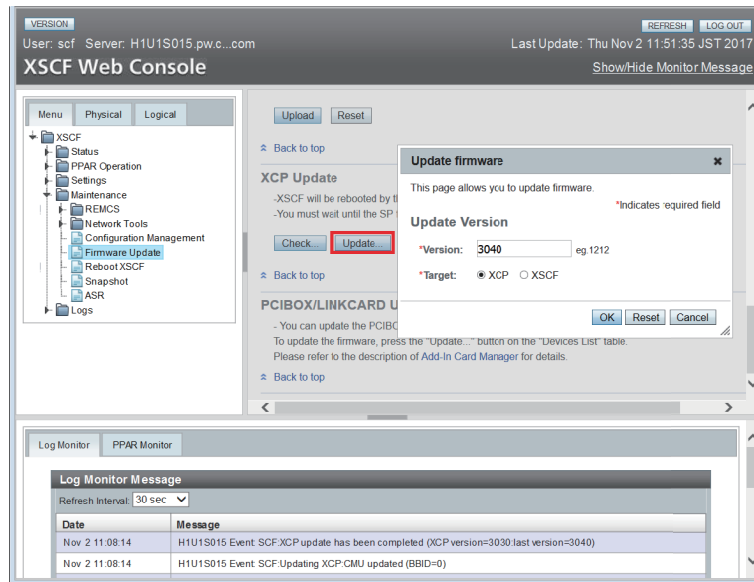 VERSION
REFRESH LOG OUT
User: scf Server: H1U1S015.pw.c...com
Last Update: Thu Nov 2 11:51:35 JST 2017
XSCF Web Console
Show/Hide Monitor Message
Menu Physical Logical
XSCF
Status
PPAR Operation
Settings
Maintenance
REMCS
Network Tools
Configuration Management
Firmware Update
Reboot XSCF
Snapshot
ASR
Logs
Upload Reset
Back to top
XCP Update
-XSCF will be rebooted by t
-You must wait until the SP
Check... Update...
Back to top
PCIBOX/LINKCARD U
- You can update the PCIBO
To update the firmware, press the "Update..." button on the "Devices List" table.
Please refer to the description of Add-In Card Manager for details.
Back to top
Update firmware
This page allows you to update firmware.
*Indicates required field
Update Version
*Version: 3040 eg.1212
*Target: XCP XSCF
OK Reset Cancel
Log Monitor PPAR Monitor
Log Monitor Message
Refresh Interval: 30 sec
Date Message
Nov 2 11:08:14 H1U1S015 Event: SCF:XCP update has been completed (XCP version=3030:last version=3040)
Nov 2 11:08:14 H1U1S015 Event: SCF:Updating XCP:CMU updated (BBID=0)